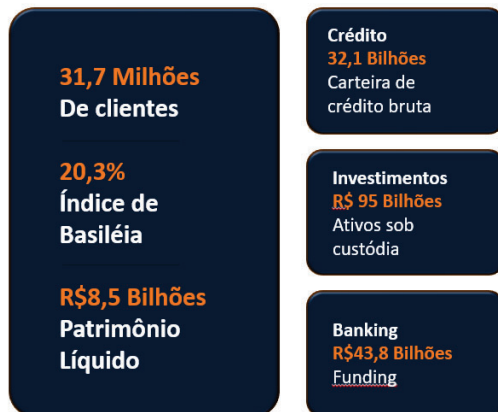 31,7 Milhões
De clientes
20,3%
Índice de
Basiléia
R$8,5 Bilhões
Patrimônio
Líquido
Crédito
32,1 Bilhões
Carteira de
crédito bruta
Investimentos
R$ 95 Bilhões
Ativos sob
custódia
Banking
R$43,8 Bilhões
Funding